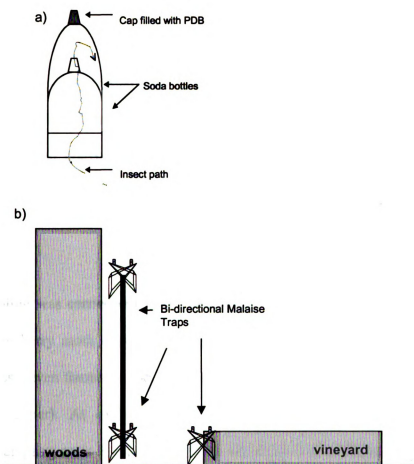 a)
Cap filled with PDB
Soda bottles
Insect path
b)
Bi-directional Malaise
Traps
woods
vineyard